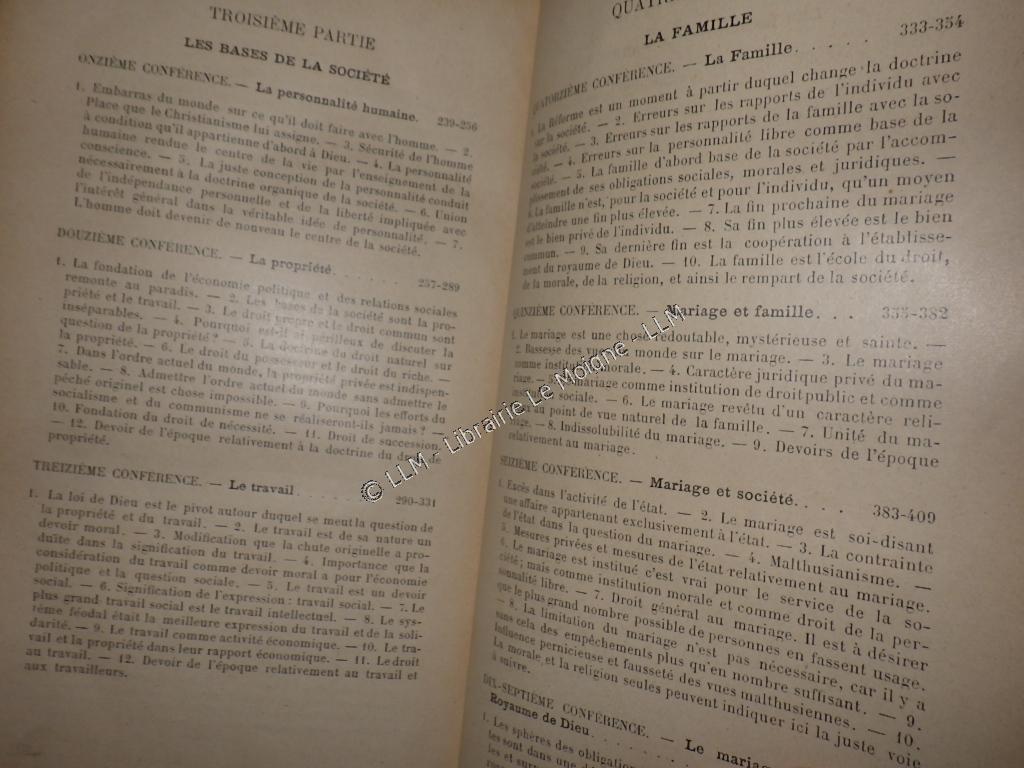 TROISIÈME PARTIE
LES BASES DE LA SOCIÉTÉ
ONZIÈME CONFÉRENCE. — La personnalité humaine. 239-256
1. Embarras du monde sur ce qu'il doit faire avec l'homme. — 2.
Place que le Christianisme lui assigne. — 3. Sécurité de l'homme
à condition qu'il appartienne d'abord à Dieu. — 4. La personnalité
humaine rendue le centre de la vie par l'enseignement de la
conscience. — 5. La juste conception de la personnalité conduit
nécessairement à la doctrine organique de la société. — 6. Union
de l'indépendance personnelle et de la liberté impliquée avec
l'intérêt général dans la véritable idée de personnalité. — 7.
L'homme doit devenir de nouveau le centre de la société.
DOUZIÈME CONFÉRENCE. — La propriété. . . . . 257-289
1. La fondation de l'économie politique et des relations sociales
remonte au paradis. — 2. Les bases de la société sont la pro-
priété et le travail. — 3. Le droit propre et le droit commun sont
inséparables. — 4. Pourquoi est-il si périlleux de discuter la
question de la propriété ? — 5. La doctrine du droit naturel sur
la propriété. — 6. Le droit du possesseur et le droit du riche. —
7. Dans l'ordre actuel du monde, la propriété privée est indispen-
sable. — 8. Admettre l'ordre actuel du monde sans admettre le
péché originel est chose impossible. — 9. Pourquoi les efforts du
socialisme et du communisme ne se réaliseront-ils jamais ? —
10. Fondation du droit de nécessité. — 11. Droit de succession.
— 12. Devoir de l'époque relativement à la doctrine du droit de
propriété.
TREIZIÈME CONFÉRENCE. — Le travail . . . . . 290-331
1. La loi de Dieu est le pivot autour duquel se meut la question de
la propriété et du travail. — 2. Le travail est de sa nature un
devoir moral. — 3. Modification que la chute originelle a pro-
duite dans la signification du travail. — 4. Importance que la
considération du travail comme devoir moral a pour l'économie
politique et la question sociale. — 5. Le travail est un devoir
social. — 6. Signification de l'expression : travail social. — 7. Le
plus grand travail social est le travail intellectuel. — 8. Le sys-
tème féodal était la meilleure expression du travail et de la soli-
darité. — 9. Le travail comme activité économique. — 10. Le tra-
vail et la propriété dans leur rapport économique. — 11. Le droit
au travail. — 12. Devoir de l'époque relativement au travail et
aux travailleurs.
LA FAMILLE
QUATORZIÈME CONFÉRENCE. — La Famille. . . . . 333-354
1. La Réforme est un moment à partir duquel change la doctrine
sur la société. — 2. Erreurs sur les rapports de l'individu avec
la société. — 3. Erreurs sur les rapports de la famille avec la so-
ciété. — 4. Erreurs sur la personnalité libre comme base de la
société. — 5. La famille d'abord base de la société par l'accom-
plissement de ses obligations sociales, morales et juridiques. —
6. La famille n'est, pour la société et pour l'individu, qu'un moyen
d'atteindre une fin plus élevée. — 7. La fin prochaine du mariage
est le bien privé de l'individu. — 8. Sa fin plus élevée est le bien
commun. — 9. Sa dernière fin est la coopération à l'établisse-
ment du royaume de Dieu. — 10. La famille est l'école du droit,
de la morale, de la religion, et ainsi le rempart de la société.
QUINZIÈME CONFÉRENCE. — Mariage et famille. . . 355-382
1. Le mariage est une chose redoutable, mystérieuse et sainte. —
2. Bassesse des vues du monde sur le mariage. — 3. Le mariage
comme institution morale. — 4. Caractère juridique privé du ma-
riage. — 5. Le mariage comme institution de droit public et comme
sociale. — 6. Le mariage revêtu d'un caractère reli-
au point de vue naturel de la famille. — 7. Unité du ma-
riage. — 8. Indissolubilité du mariage. — 9. Devoirs de l'époque
relativement au mariage.
SEIZIÈME CONFÉRENCE. — Mariage et société. . . . 383-409
1. Excès dans l'activité de l'état. — 2. Le mariage est soi-disant
une affaire appartenant exclusivement à l'état. — 3. La contrainte
de l'état dans la question du mariage. — 4. Malthusianisme. —
5. Mesures privées et mesures de l'état relativement au mariage.
6. Le mariage est institué c'est vrai pour le service de la so-
ciété ; mais comme institution morale et comme droit de la per-
sonnalité libre. — 7. Droit général au mariage. Il est à désirer
que le plus grand nombre possible de personnes en fassent usage.
— 8. La limitation du mariage n'est pas nécessaire, car il y a
sans cela des empêchements plus qu'en nombre suffisant. — 9.
Influence pernicieuse et fausseté des vues malthusiennes. — 10.
La morale et la religion seules peuvent indiquer ici la juste voie
à suivre.
DIX-SEPTIÈME CONFÉRENCE. — Le
Royaume de Dieu
1. Les sphères des
© LLM - Librairie Le Moione - LLM